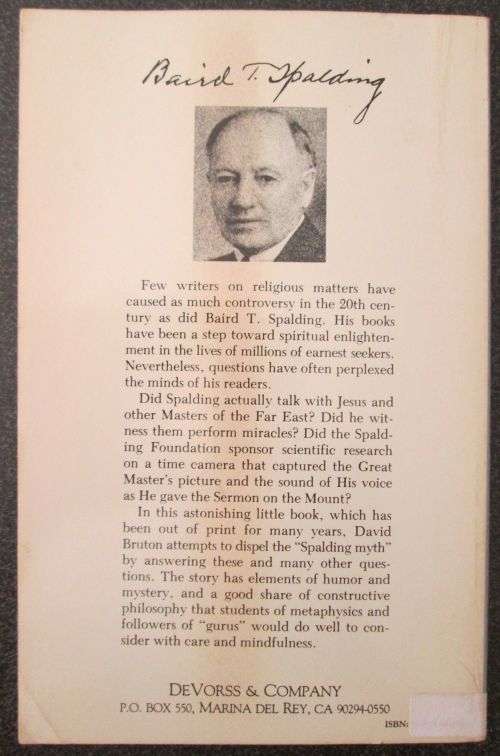 Baird T. Spalding
Few writers on religious matters have
caused as much controversy in the 20th cen-
tury as did Baird T. Spalding. His books
have been a step toward spiritual enlighten-
ment in the lives of millions of earnest seekers.
Nevertheless, questions have often perplexed
the minds of his readers.
Did Spalding actually talk with Jesus and
other Masters of the Far East? Did he wit-
ness them perform miracles? Did the Spald-
ing Foundation sponsor scientific research
on a time camera that captured the Great
Master's picture and the sound of His voice
as He gave the Sermon on the Mount?
In this astonishing little book, which has
been out of print for many years, David
Bruton attempts to dispel the "Spalding myth"
by answering these and many other ques-
tions. The story has elements of humor and
mystery, and a good share of constructive
philosophy that students of metaphysics and
followers of "gurus" would do well to con-
sider with care and mindfulness.
DEVORSS & COMPANY
P.O. BOX 550, MARINA DEL REY, CA 90294-0550
ISBN: